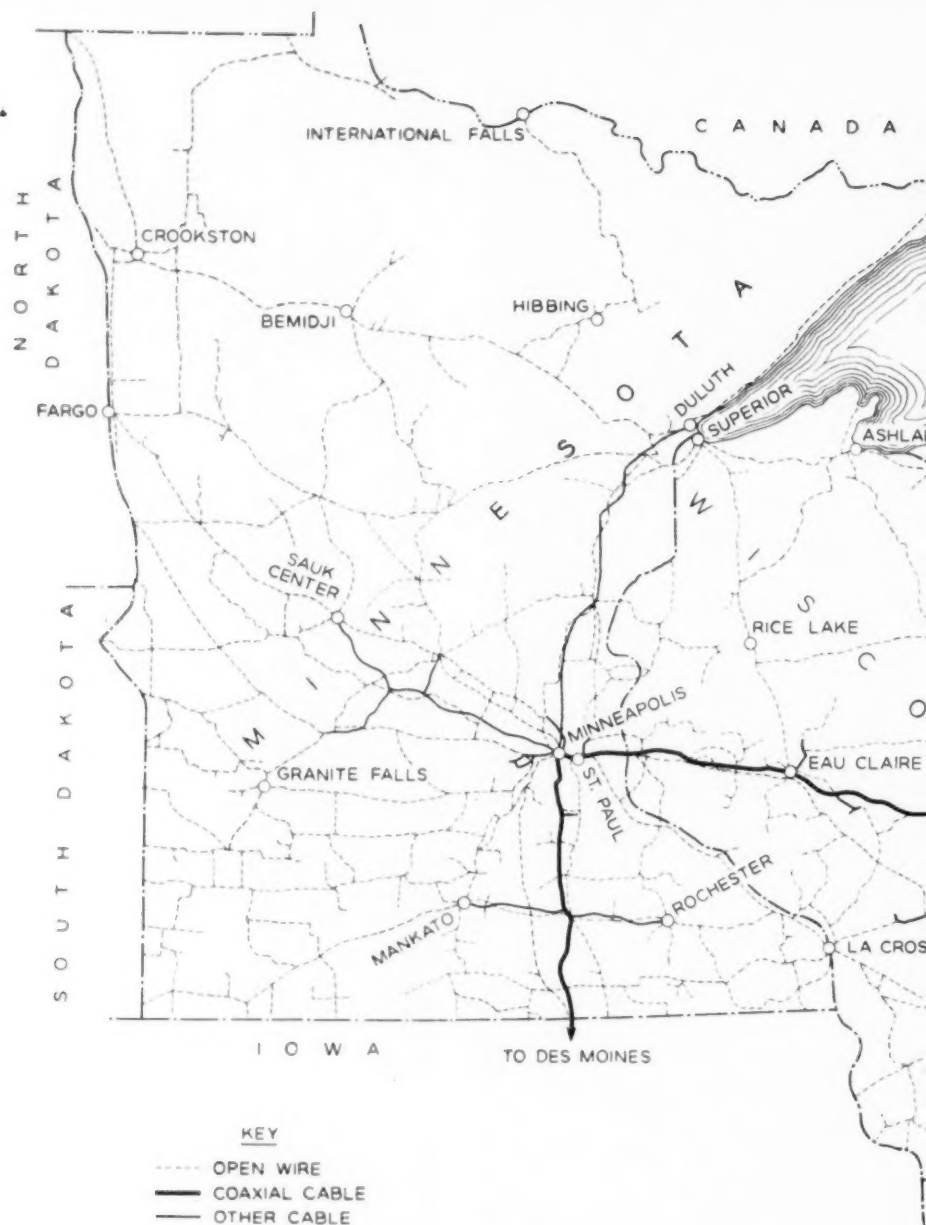 INTERNATIONAL FALLS
CANADA
NORTH
DAKOTA
CROOKSTON
BEMIDJI
HIBBING
FARGO
DULUTH
SUPERIOR
MINNESOTA
SAUK
CENTER
RICE LAKE
MINNEAPOLIS
ST. PAUL
EAU CLAIRE
GRANITE FALLS
SOUTH DAKOTA
MANKATO
ROCHESTER
ASHLA
WISCO
LA CROS
IOWA
TO DES MOINES
KEY
OPEN WIRE
COAXIAL CABLE
OTHER CABLE